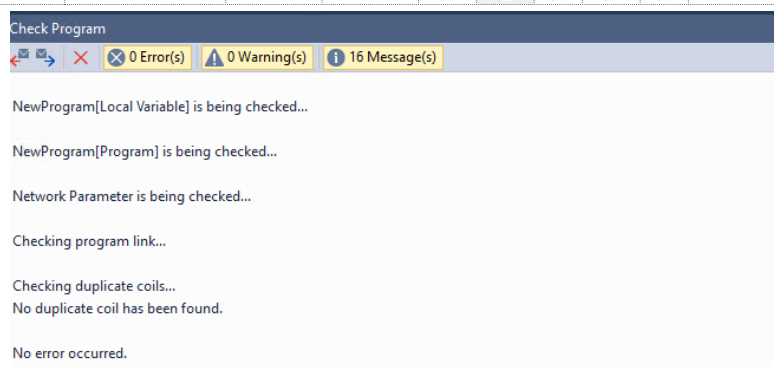 Check Program
0 Error(s) 0 Warning(s) 16 Message(s)
NewProgram[Local Variable] is being checked...
NewProgram[Program] is being checked...
Network Parameter is being checked...
Checking program link...
Checking duplicate coils...
No duplicate coil has been found.
No error occurred.